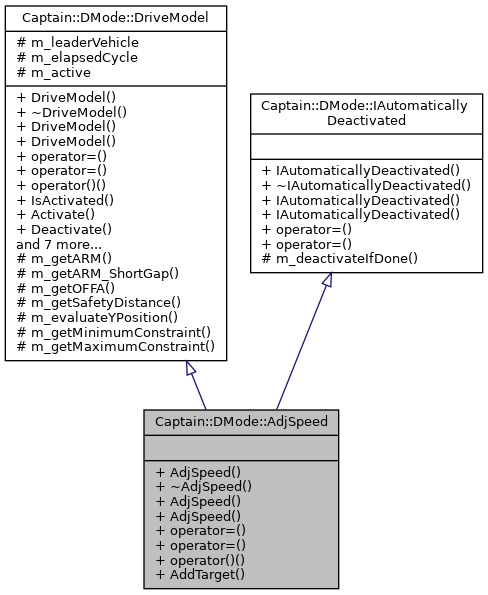 Captain::DMode::DriveModel
# m_leaderVehicle
# m_elapsedCycle
# m_active
+ DriveModel()
+ ~DriveModel()
+ DriveModel()
+ DriveModel()
+ operator=()
+ operator=()
+ operator()()
+ IsActivated()
+ Activate()
+ Deactivate()
and 7 more...
# m_getARM()
# m_getARM_ShortGap()
# m_getOFFA()
# m_getSafetyDistance()
# m_evaluateYPosition()
# m_getMinimumConstraint()
# m_getMaximumConstraint()
Captain::DMode::IAutomatically
Deactivated
+ IAutomaticallyDeactivated()
+ ~IAutomaticallyDeactivated()
+ IAutomaticallyDeactivated()
+ IAutomaticallyDeactivated()
+ operator=()
+ operator=()
# m_deactivateIfDone()
Captain::DMode::AdjSpeed
+ AdjSpeed()
+ ~AdjSpeed()
+ AdjSpeed()
+ AdjSpeed()
+ operator=()
+ operator=()
+ operator()()
+ AddTarget()